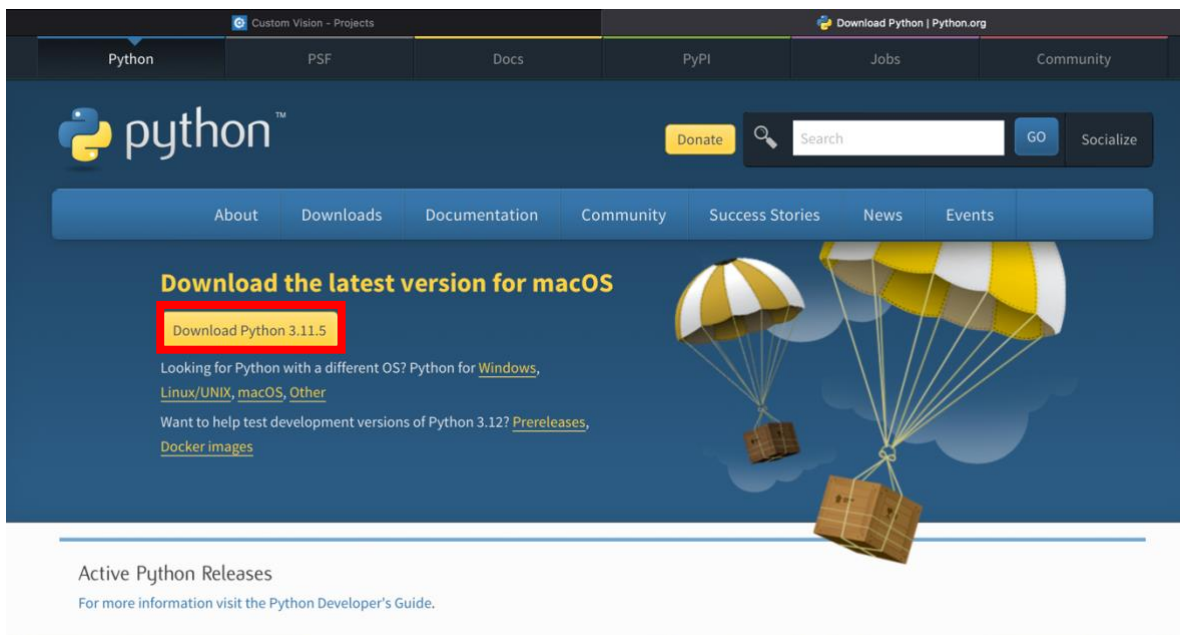 Custom Vision - Projects
Download Python | Python.org
Python
PSF
Docs
PyPI
Jobs
Community
python™
Donate
Search
GO
Socialize
About
Downloads
Documentation
Community
Success Stories
News
Events
Download the latest version for macOS
Download Python 3.11.5
Looking for Python with a different OS? Python for Windows,
Linux/UNIX, macOS, Other
Want to help test development versions of Python 3.12? Prereleases,
Docker images
Active Python Releases
For more information visit the Python Developer's Guide.